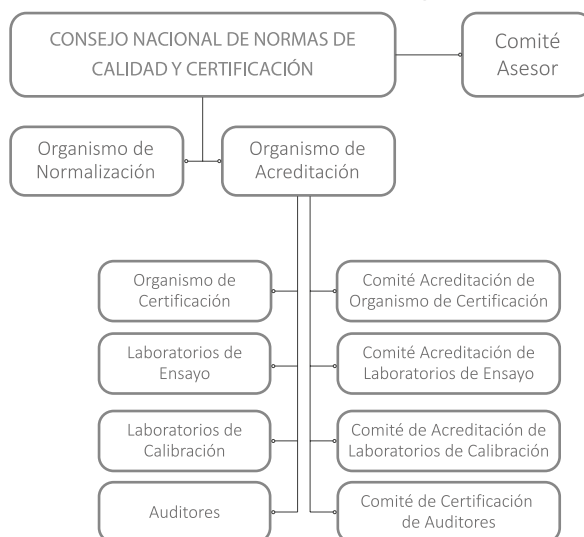 CONSEJO NACIONAL DE NORMAS DE
CALIDAD Y CERTIFICACIÓN
Comité
Asesor
Organismo de
Normalización
Organismo de
Acreditación
Organismo de
Certificación
Comité Acreditación de
Organismo de Certificación
Laboratorios de
Ensayo
Comité Acreditación de
Laboratorios de Ensayo
Laboratorios de
Calibración
Comité de Acreditación de
Laboratorios de Calibración
Auditores
Comité de Certificación
de Auditores